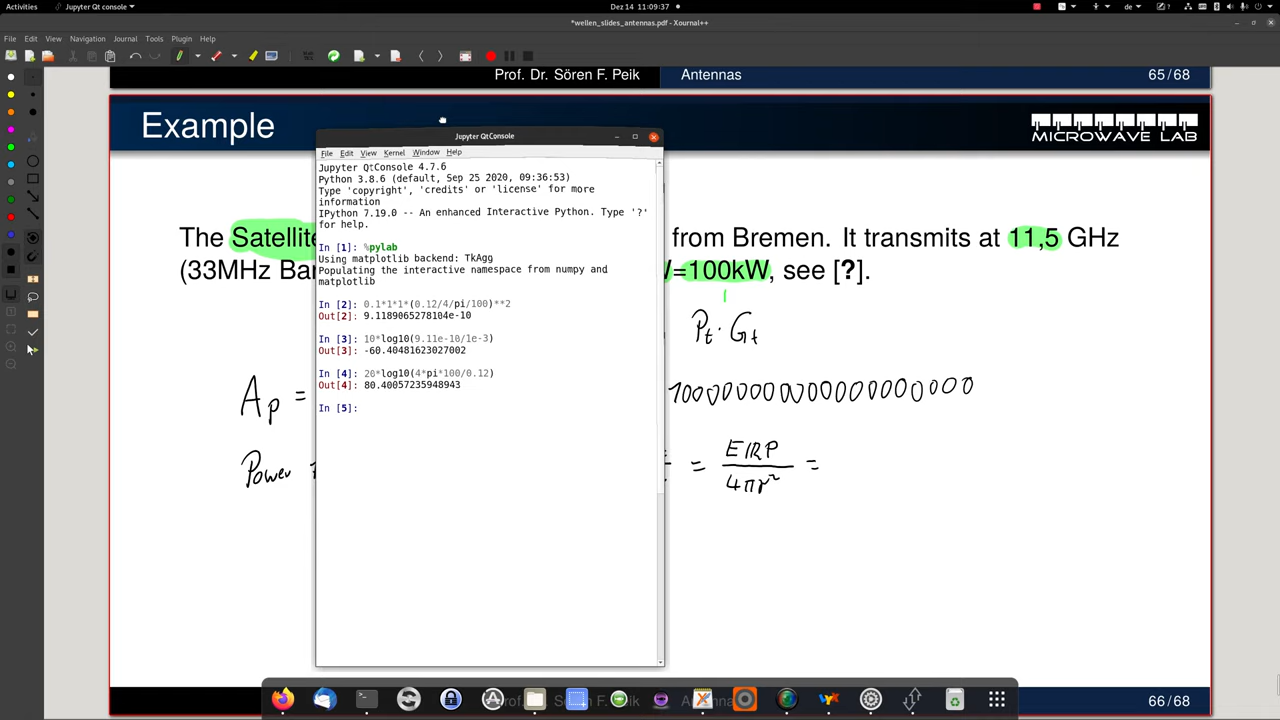 Activities Jupyter Qt console Dez 14 11:09:37 de
*wellen_slides_antennas.pdf - Xournal++
File Edit View Navigation Journal Tools Plugin Help
Prof. Dr. Sören F. Peik Antennas 65/68
Example
MICROWAVE LAB
Jupyter QtConsole
File Edit View Kernel Window Help
Jupyter QtConsole 4.7.6
Python 3.8.6 (default, Sep 25 2020, 09:36:53)
Type 'copyright', 'credits' or 'license' for more
information
IPython 7.19.0 -- An enhanced Interactive Python. Type '?'
for help.
In [1]: %pylab
Using matplotlib backend: TkAgg
Populating the interactive namespace from numpy and
matplotlib
In [2]: 0.1*1*1*(0.12/4/pi/100)**2
Out[2]: 9.1189065278104e-10
In [3]: 10*log10(9.11e-10/1e-3)
Out[3]: -60.40481623027002
In [4]: 20*log10(4*pi*100/0.12)
Out[4]: 80.40057235948943
In [5]:
The Satellite from Bremen. It transmits at 11,5 GHz
(33MHz Ba W=100kW, see [?].
Pt · Gt
Ap =
Power = EIRP / 4πr² =
Prof. Antennas 66/68